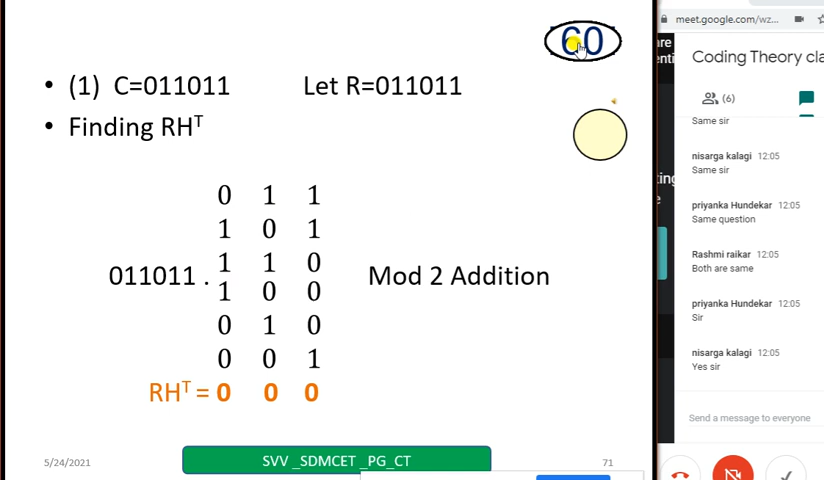 60
• (1) C=011011 Let R=011011
• Finding RHᵀ
0 1 1
1 0 1
1 1 0
011011 . Mod 2 Addition
1 0 0
0 1 0
0 0 1
RHᵀ = 0 0 0
5/24/2021
SVV _SDMCET _PG_CT
71
meet.google.com/wz...
are
enti
Coding Theory cla
(6)
Same sir
nisarga kalagi 12:05
Same sir
ting
priyanka Hundekar 12:05
Same question
Rashmi raikar 12:05
Both are same
priyanka Hundekar 12:05
Sir
nisarga kalagi 12:05
Yes sir
Send a message to everyone